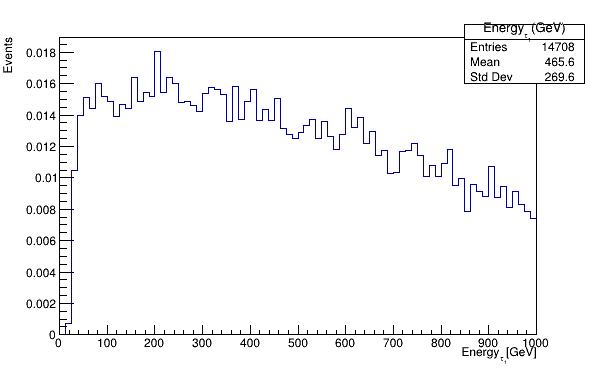 Energy_τ₁ (GeV)
Entries 14708
Mean 465.6
Std Dev 269.6
Events
0.018
0.016
0.014
0.012
0.01
0.008
0.006
0.004
0.002
0
0 100 200 300 400 500 600 700 800 900 1000
Energy_τ₁ [GeV]